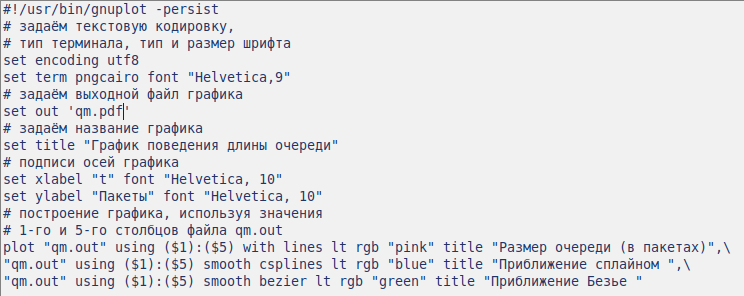 #!/usr/bin/gnuplot -persist
# задаём текстовую кодировку,
# тип терминала, тип и размер шрифта
set encoding utf8
set term pngcairo font "Helvetica,9"
# задаём выходной файл графика
set out 'qm.pdf'
# задаём название графика
set title "График поведения длины очереди"
# подписи осей графика
set xlabel "t" font "Helvetica, 10"
set ylabel "Пакеты" font "Helvetica, 10"
# построение графика, используя значения
# 1-го и 5-го столбцов файла qm.out
plot "qm.out" using ($1):($5) with lines lt rgb "pink" title "Размер очереди (в пакетах)",\
"qm.out" using ($1):($5) smooth csplines lt rgb "blue" title "Приближение сплайном ",\
"qm.out" using ($1):($5) smooth bezier lt rgb "green" title "Приближение Безье "